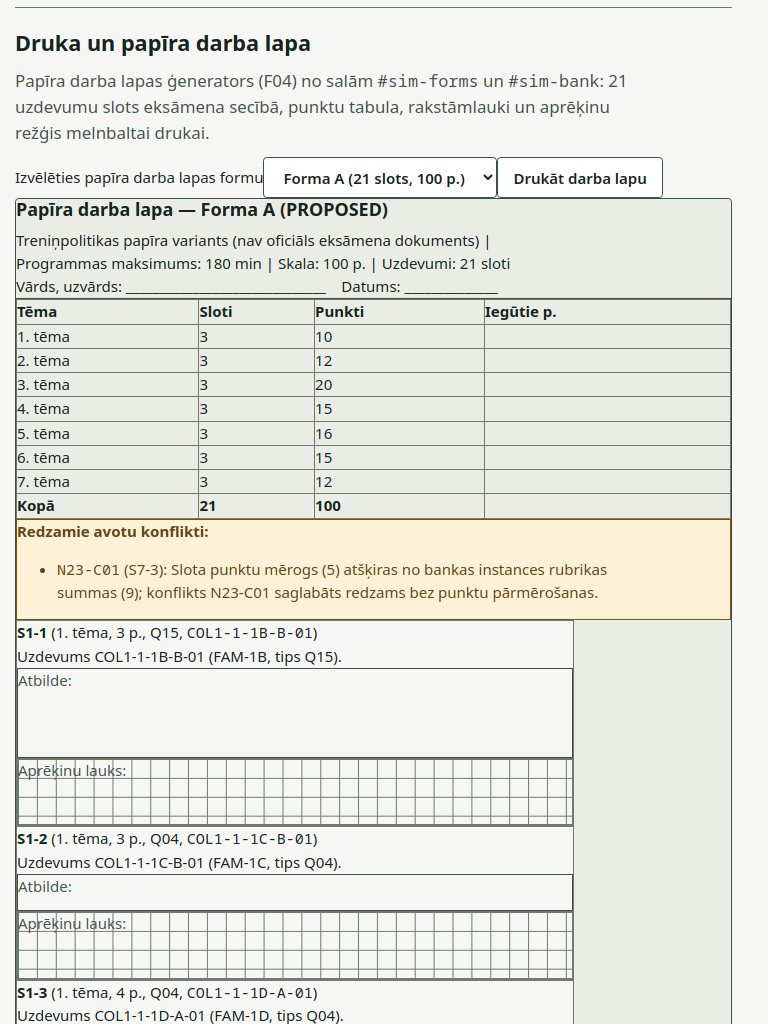 Druka un papīra darba lapa
Papīra darba lapas ģenerators (F04) no salām #sim-forms un #sim-bank: 21
uzdevumu slots eksāmena secībā, punktu tabula, rakstāmlauki un aprēķinu
režģis melnbaltai drukai.
Izvēlēties papīra darba lapas formu Forma A (21 slots, 100 p.) Drukāt darba lapu
Papīra darba lapa — Forma A (PROPOSED)
Treniņpolitikas papīra variants (nav oficiāls eksāmena dokuments) |
Programmas maksimums: 180 min | Skala: 100 p. | Uzdevumi: 21 sloti
Vārds, uzvārds: ______________________________ Datums: ______________
Tēma Sloti Punkti Iegūtie p.
1. tēma 3 10
2. tēma 3 12
3. tēma 3 20
4. tēma 3 15
5. tēma 3 16
6. tēma 3 15
7. tēma 3 12
Kopā 21 100
Redzamie avotu konflikti:
• N23-C01 (S7-3): Slota punktu mērogs (5) atšķiras no bankas instances rubrikas
summas (9); konflikts N23-C01 saglabāts redzams bez punktu pārmērošanas.
S1-1 (1. tēma, 3 p., Q15, COL1-1-1B-B-01)
Uzdevums COL1-1-1B-B-01 (FAM-1B, tips Q15).
Atbilde:
Aprēķinu lauks:
S1-2 (1. tēma, 3 p., Q04, COL1-1-1C-B-01)
Uzdevums COL1-1-1C-B-01 (FAM-1C, tips Q04).
Atbilde:
Aprēķinu lauks:
S1-3 (1. tēma, 4 p., Q04, COL1-1-1D-A-01)
Uzdevums COL1-1-1D-A-01 (FAM-1D, tips Q04).